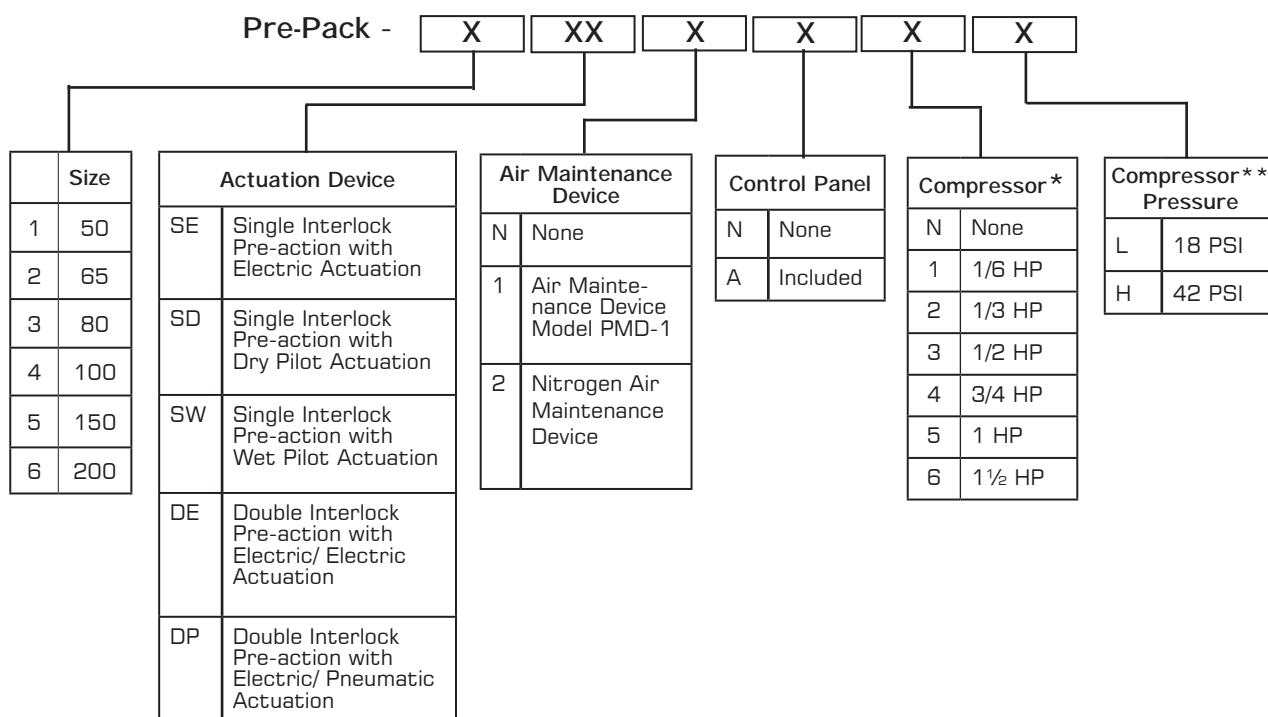 Pre-Pack - X XX X X X X
Size
1 50
2 65
3 80
4 100
5 150
6 200
Actuation Device
SE Single Interlock
Pre-action with
Electric Actuation
SD Single Interlock
Pre-action with
Dry Pilot Actuation
SW Single Interlock
Pre-action with
Wet Pilot Actuation
DE Double Interlock
Pre-action with
Electric/ Electric
Actuation
DP Double Interlock
Pre-action with
Electric/ Pneumatic
Actuation
Air Maintenance
Device
N None
1 Air Mainte-
nance Device
Model PMD-1
2 Nitrogen Air
Maintenance
Device
Control Panel
N None
A Included
Compressor*
N None
1 1/6 HP
2 1/3 HP
3 1/2 HP
4 3/4 HP
5 1 HP
6 1½ HP
Compressor**
Pressure
L 18 PSI
H 42 PSI